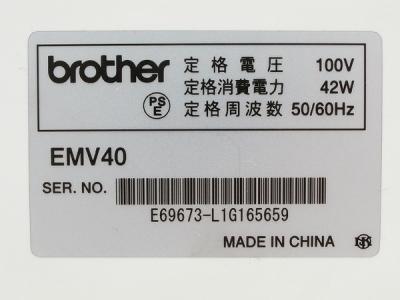 brother 定格電圧 100V
PS E 定格消費電力 42W
定格周波数 50/60Hz
EMV40
SER. NO.
E69673-L1G165659
MADE IN CHINA